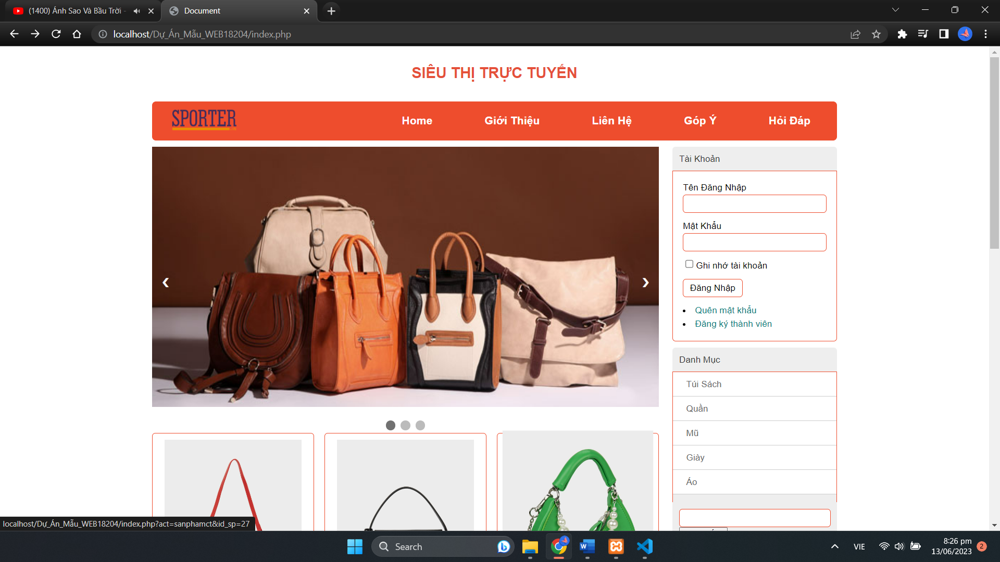 (1400) Ánh Sao Và Bầu Trời -
Document
localhost/Dự_Án_Mẫu_WEB18204/index.php
SIÊU THỊ TRỰC TUYẾN
SPORTER
Home
Giới Thiệu
Liên Hệ
Góp Ý
Hỏi Đáp
Tài Khoản
Tên Đăng Nhập
Mật Khẩu
Ghi nhớ tài khoản
Đăng Nhập
Quên mật khẩu
Đăng ký thành viên
Danh Mục
Túi Sách
Quần
Mũ
Giày
Áo
localhost/Dự_Án_Mẫu_WEB18204/index.php?act=sanphamct&id_sp=27
Search
VIE
8:26 pm
13/06/2023
2